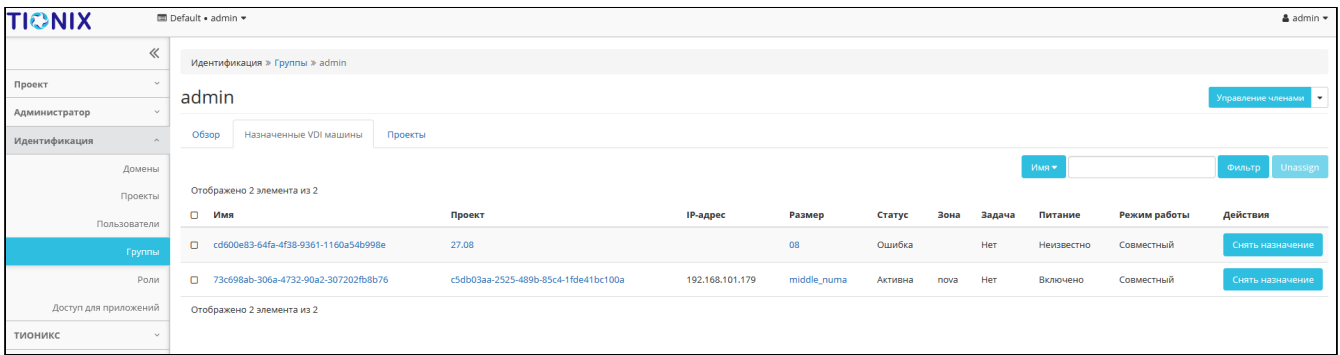 TIONIX Default • admin admin
Идентификация » Группы » admin
Проект
admin Управление членами
Администратор
Идентификация Обзор Назначенные VDI машины Проекты
Домены Имя Фильтр Unassign
Проекты Отображено 2 элемента из 2
Имя Проект IP-адрес Размер Статус Зона Задача Питание Режим работы Действия
Пользователи
Группы cd600e83-64fa-4f38-9361-1160a54b998e 27.08 08 Ошибка Нет Неизвестно Совместный Снять назначение
Роли 73c698ab-306a-4732-90a2-307202fb8b76 c5db03aa-2525-489b-85c4-1fde41bc100a 192.168.101.179 middle_numa Активна nova Нет Включено Совместный Снять назначение
Доступ для приложений Отображено 2 элемента из 2
ТИОНИКС